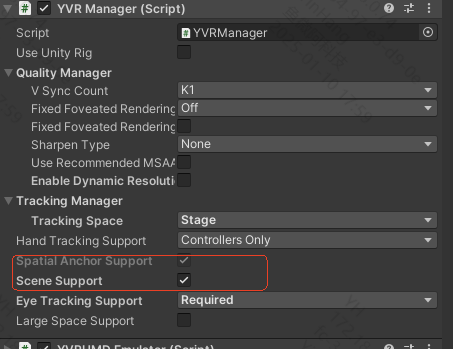 YVR Manager (Script)
Script YVRManager
Use Unity Rig
Quality Manager
V Sync Count K1
Fixed Foveated Rendering Off
Fixed Foveated Rendering
Sharpen Type None
Use Recommended MSAA
Enable Dynamic Resoluti
Tracking Manager
Tracking Space Stage
Hand Tracking Support Controllers Only
Spatial Anchor Support
Scene Support
Eye Tracking Support Required
Large Space Support
YVRHMD Emulator (Script)